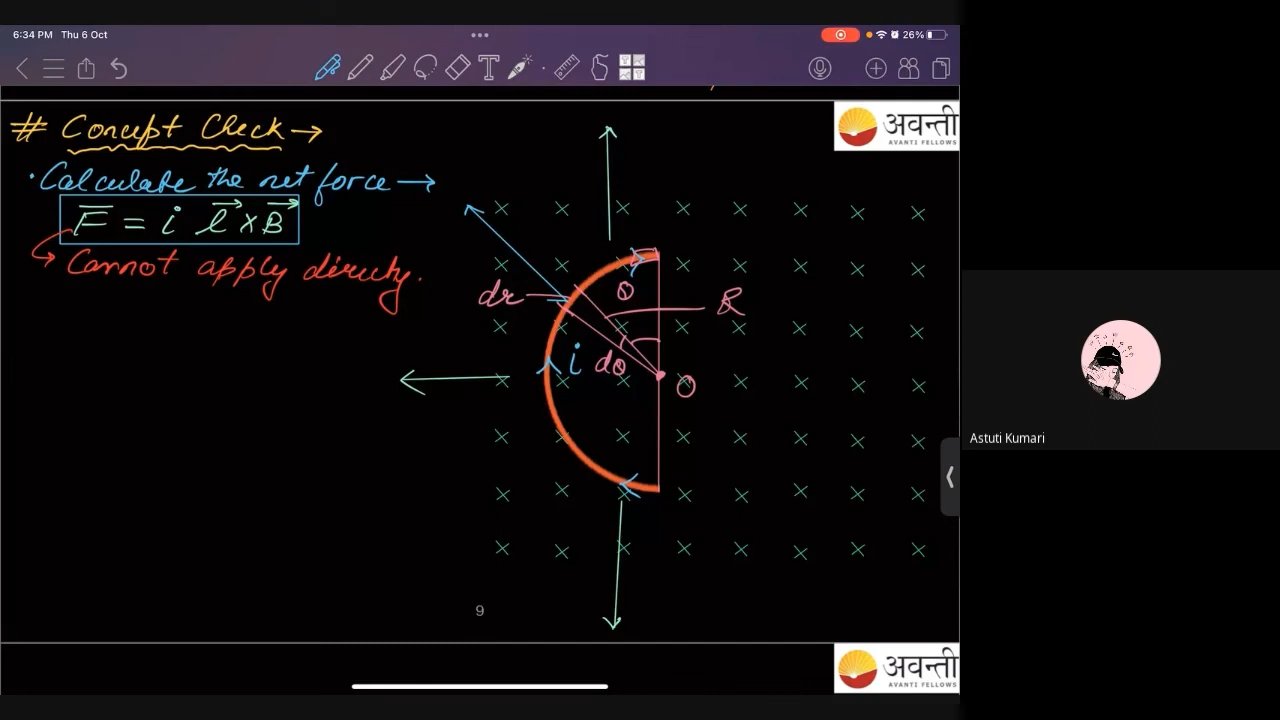 6:34 PM Thu 6 Oct
26%
# Concept Check →
अवन्ती
AVANTI FELLOWS
· Calculate the net force →
F = i l × B
Cannot apply directly.
dr
θ
R
i
dθ
O
Astuti Kumari
9
अवन्ती
AVANTI FELLOWS